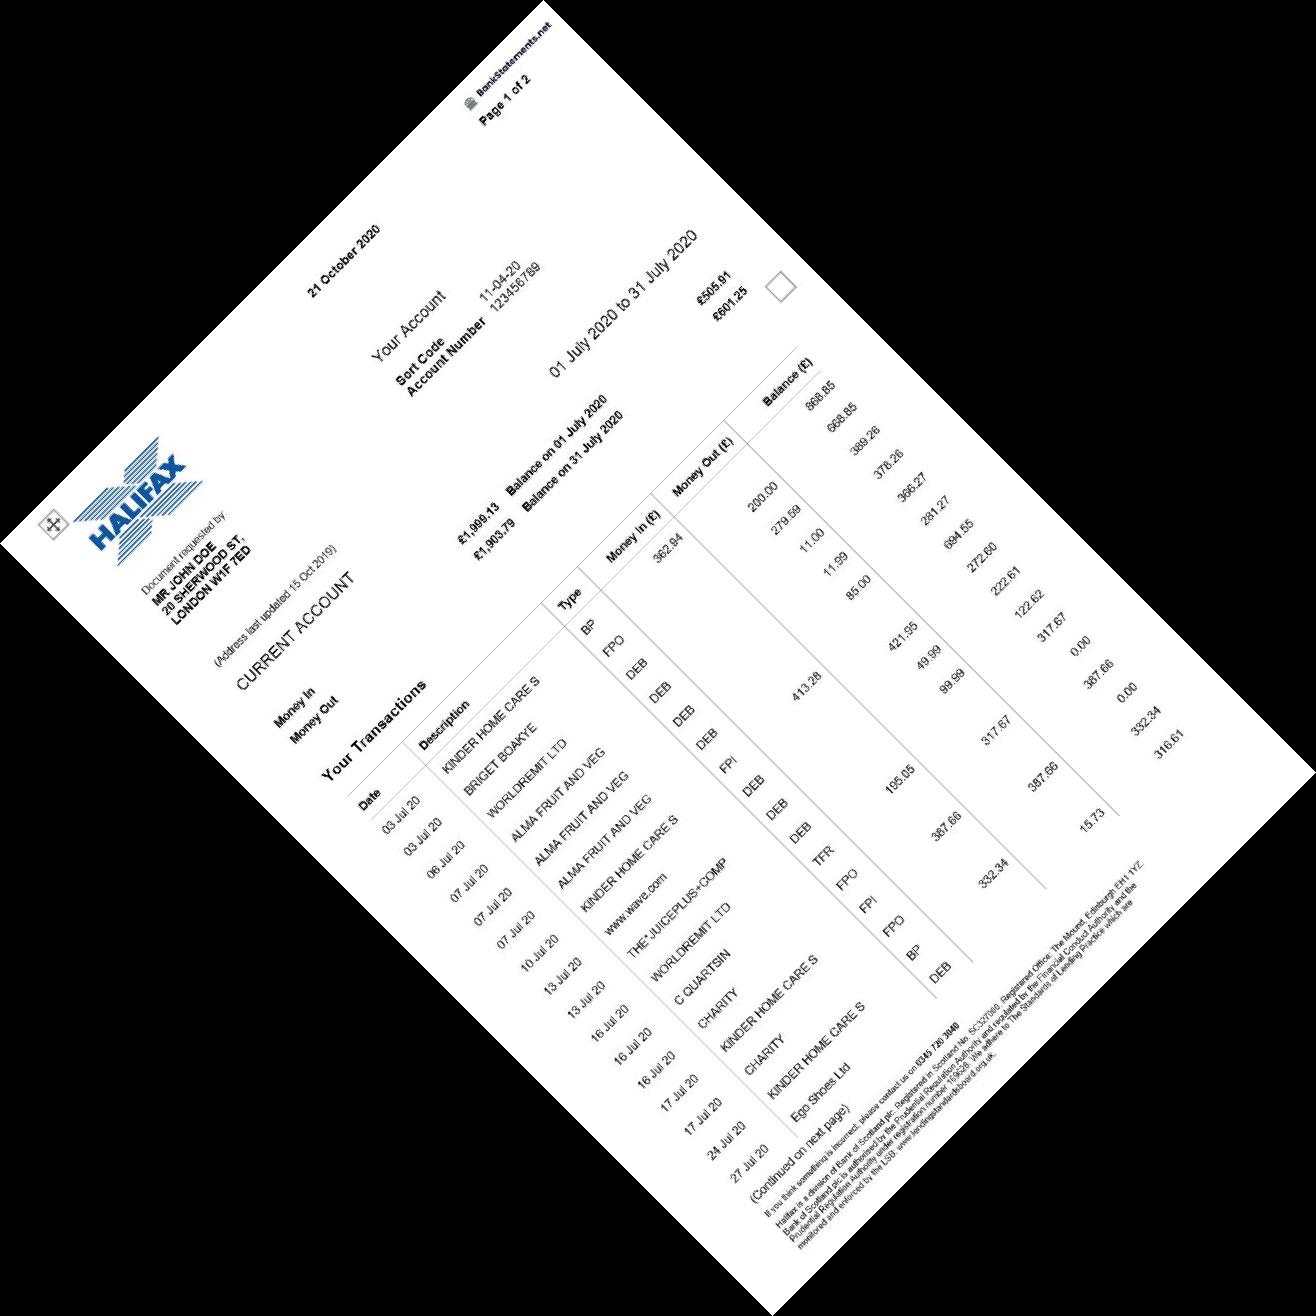 BankStatements.net
Page 1 of 2
HALIFAX
21 October 2020
Document requested by:
MR JOHN DOE
20 SHERWOOD ST,
LONDON W1F 7ED
Your Account
Sort Code 11-04-20
Account Number 123456789
(Address last updated 15 Oct 2019)
CURRENT ACCOUNT
01 July 2020 to 31 July 2020
Money In £1,999.13 Balance on 01 July 2020 £505.91
Money Out £1,903.79 Balance on 31 July 2020 £601.25
Your Transactions
Date Description Type Money In (£) Money Out (£) Balance (£)
03 Jul 20 KINDER HOME CARE S BP 362.94 868.85
03 Jul 20 BRIGET BOAKYE FPO 200.00 668.85
06 Jul 20 WORLDREMIT LTD DEB 279.59 389.26
07 Jul 20 ALMA FRUIT AND VEG DEB 11.00 378.26
07 Jul 20 ALMA FRUIT AND VEG DEB 11.99 366.27
07 Jul 20 ALMA FRUIT AND VEG DEB 85.00 281.27
10 Jul 20 KINDER HOME CARE S FPI 413.28 694.55
13 Jul 20 www.wave.com DEB 421.95 272.60
13 Jul 20 THE*JUICEPLUS+COMP DEB 49.99 222.61
16 Jul 20 WORLDREMIT LTD DEB 99.99 122.62
16 Jul 20 C QUARTSIN TFR 195.05 317.67
16 Jul 20 CHARITY FPO 317.67 0.00
17 Jul 20 KINDER HOME CARE S FPI 387.66 387.66
17 Jul 20 CHARITY FPO 387.66 0.00
24 Jul 20 KINDER HOME CARE S BP 332.34 332.34
27 Jul 20 Ego Shoes Ltd DEB 15.73 316.61
(Continued on next page)
If you think something is incorrect, please contact us on 0345 720 3040
Halifax is a division of Bank of Scotland plc. Registered in Scotland No. SC327000. Registered Office: The Mound, Edinburgh EH1 1YZ.
Bank of Scotland plc is authorised by the Prudential Regulation Authority and regulated by the Financial Conduct Authority and the
Prudential Regulation Authority under registration number 169628. We adhere to The Standards of Lending Practice which are
monitored and enforced by the LSB: www.lendingstandardsboard.org.uk.